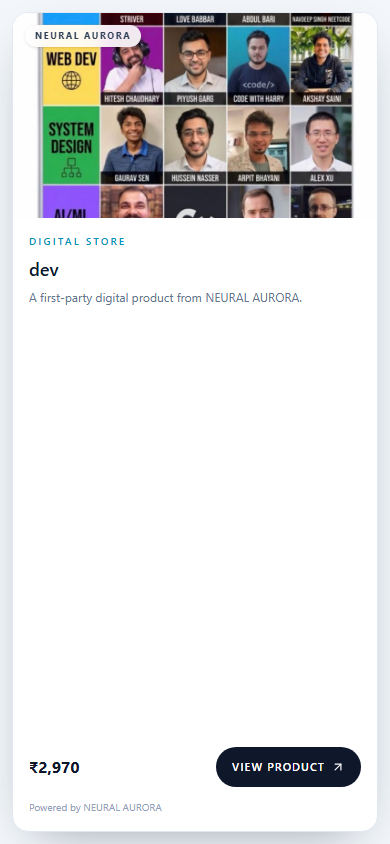 STRIVER LOVE BABBAR ABDUL BARI NAVDEEP SINGH NEETCODE
NEURAL AURORA
WEB DEV
<code/>
HITESH CHAUDHARY PIYUSH GARG CODE WITH HARRY AKSHAY SAINI
SYSTEM
DESIGN
GAURAV SEN HUSSEIN NASSER ARPIT BHAYANI ALEX XU
AI/ML
DIGITAL STORE
dev
A first-party digital product from NEURAL AURORA.
₹2,970
VIEW PRODUCT
Powered by NEURAL AURORA